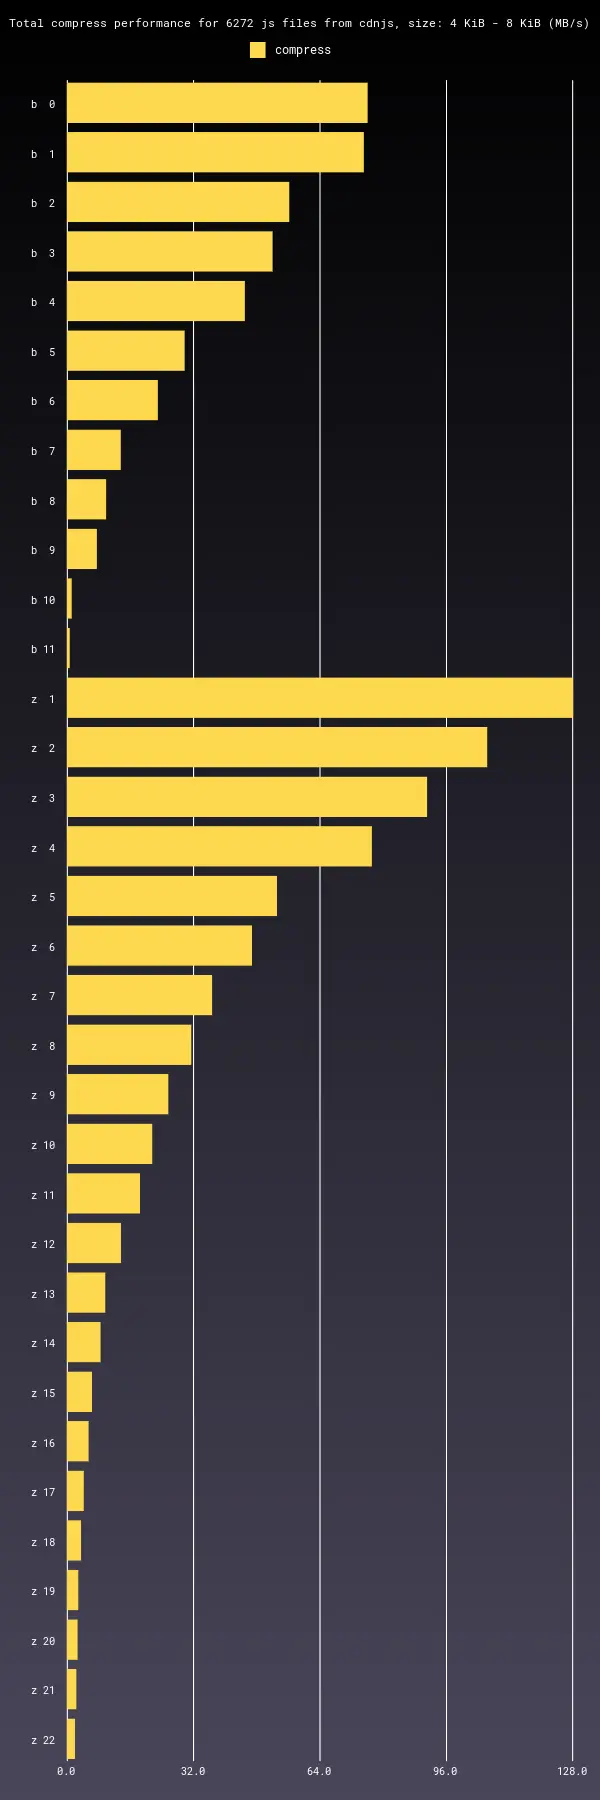 Total compress performance for 6272 js files from cdnjs, size: 4 KiB - 8 KiB (MB/s)
compress
b 0
b 1
b 2
b 3
b 4
b 5
b 6
b 7
b 8
b 9
b 10
b 11
z 1
z 2
z 3
z 4
z 5
z 6
z 7
z 8
z 9
z 10
z 11
z 12
z 13
z 14
z 15
z 16
z 17
z 18
z 19
z 20
z 21
z 22
0.0 32.0 64.0 96.0 128.0